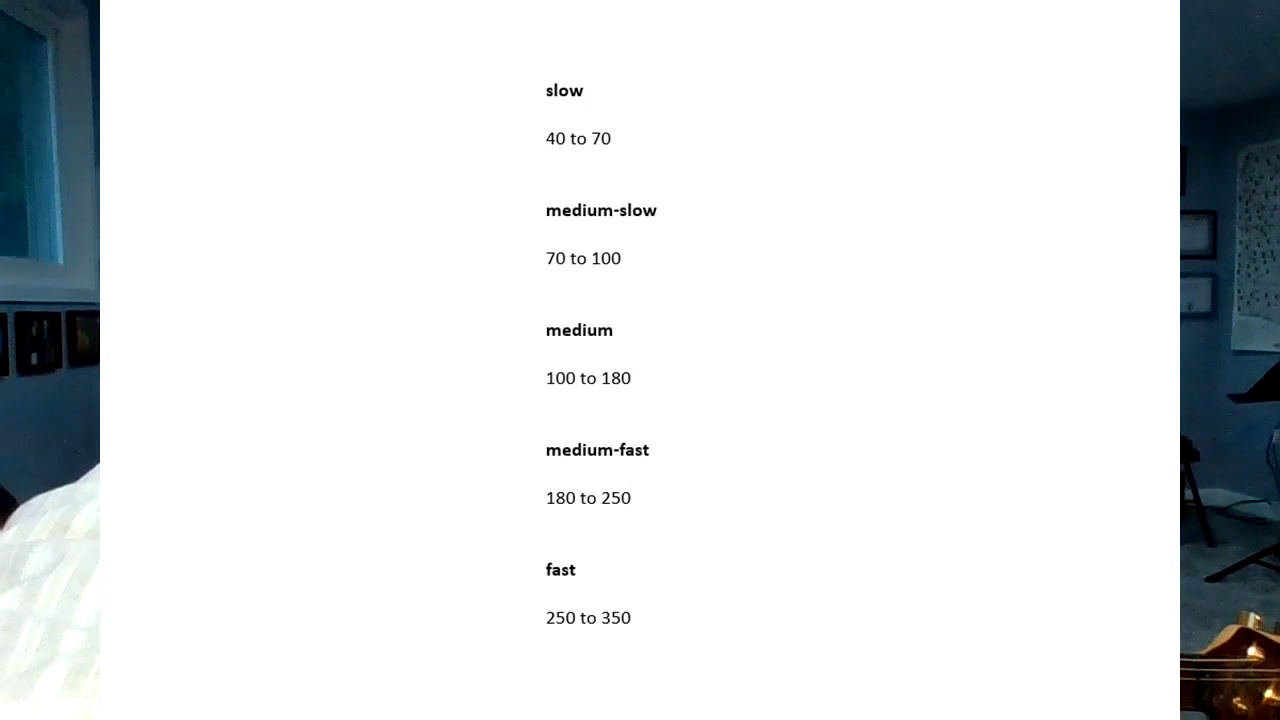 slow
40 to 70
medium-slow
70 to 100
medium
100 to 180
medium-fast
180 to 250
fast
250 to 350